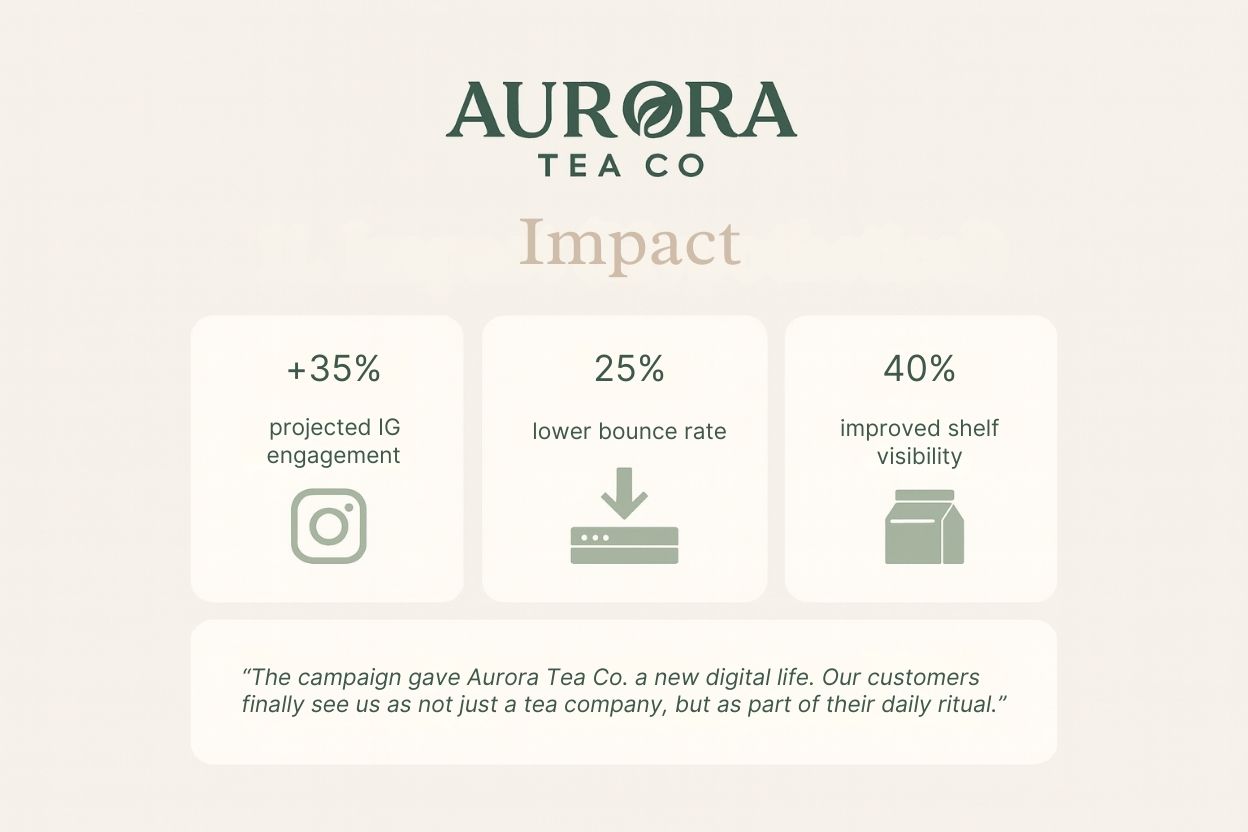 AURORA
TEA CO
Impact
+35%
projected IG
engagement
25%
lower bounce rate
40%
improved shelf
visibility
“The campaign gave Aurora Tea Co. a new digital life. Our customers
finally see us as not just a tea company, but as part of their daily ritual.”